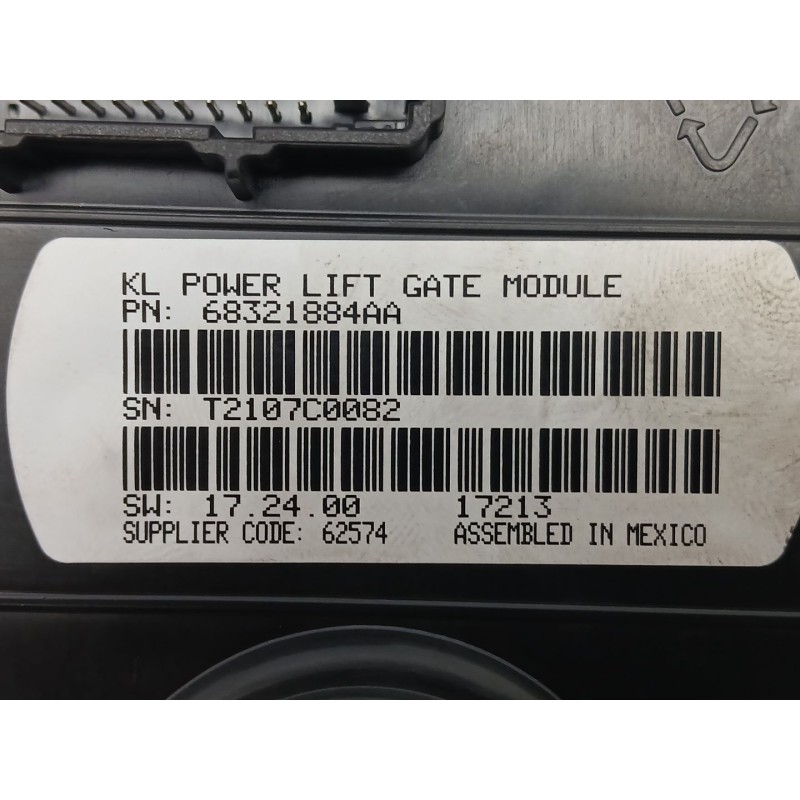 KL POWER LIFT GATE MODULE
PN: 68321884AA
SN: T2107C0082
SW: 17.24.00 17213
SUPPLIER CODE: 62574 ASSEMBLED IN MEXICO